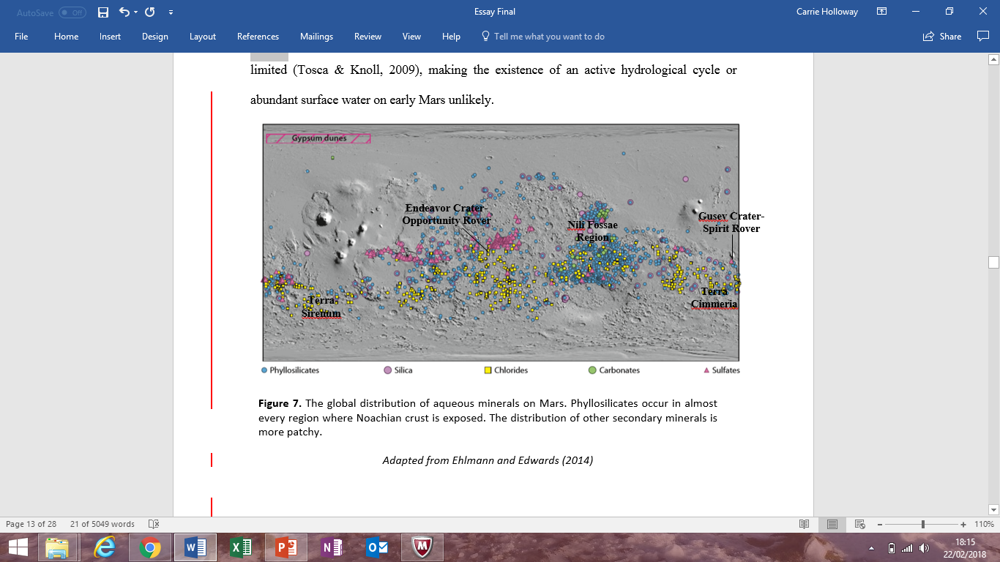 AutoSave Off
Essay Final
Carrie Holloway
File Home Insert Design Layout References Mailings Review View Help Tell me what you want to do Share
limited (Tosca & Knoll, 2009), making the existence of an active hydrological cycle or
abundant surface water on early Mars unlikely.
Gypsum dunes
Endeavor Crater-
Opportunity Rover
Nili Fossae
Region
Gusev Crater-
Spirit Rover
Terra
Sirenum
Terra
Cimmeria
Phyllosilicates Silica Chlorides Carbonates Sulfates
Figure 7. The global distribution of aqueous minerals on Mars. Phyllosilicates occur in almost
every region where Noachian crust is exposed. The distribution of other secondary minerals is
more patchy.
Adapted from Ehlmann and Edwards (2014)
Page 13 of 28 21 of 5049 words 110%
18:15
22/02/2018